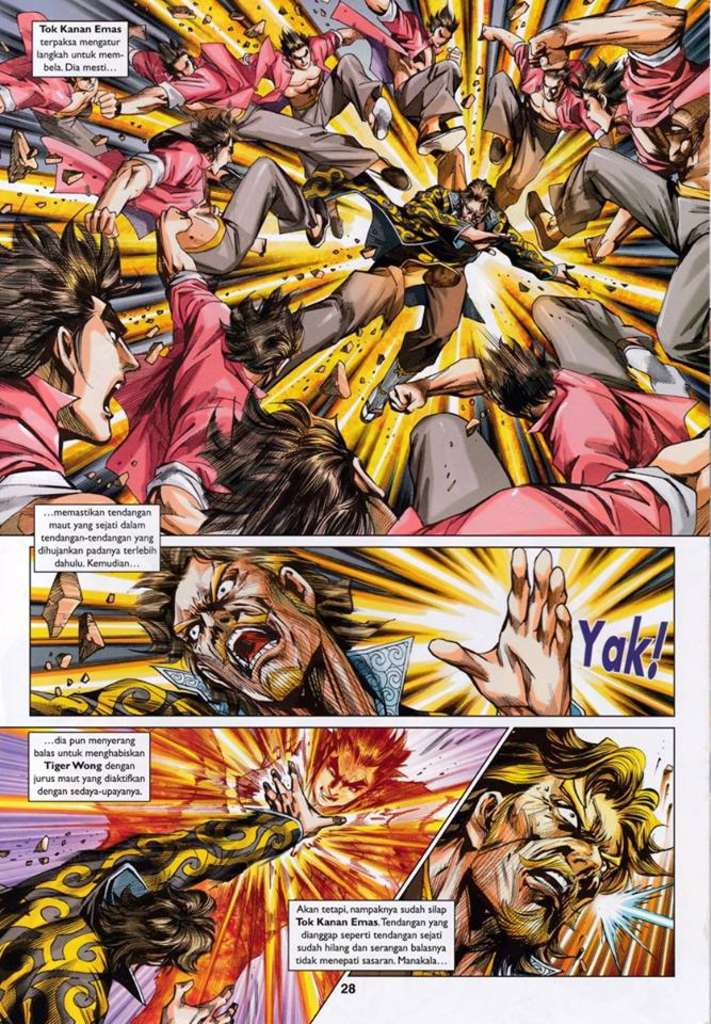 Tok Kanan Emas
terpaksa mengatur
langkah untuk mem-
bela. Dia mesti…
…memastikan tendangan
maut yang sejati dalam
tendangan-tendangan yang
dihujankan padanya terlebih
dahulu. Kemudian…
Yak!
…dia pun menyerang
balas untuk menghabiskan
Tiger Wong dengan
jurus maut yang diaktifkan
dengan sedaya-upayanya.
Akan tetapi, nampaknya sudah silap
Tok Kanan Emas. Tendangan yang
dianggap seperti tendangan sejati
sudah hilang dan serangan balasnya
tidak menepati sasaran. Manakala…
28